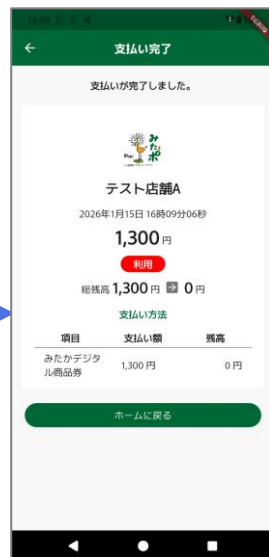 支払い完了
支払いが完了しました。
みたポ
テスト店舗A
2026年1月15日 16時09分06秒
1,300 円
利用
総残高 1,300 円 → 0 円
支払い方法
項目 支払い額 残高
みたかデジタル商品券 1,300 円 0 円
ホームに戻る